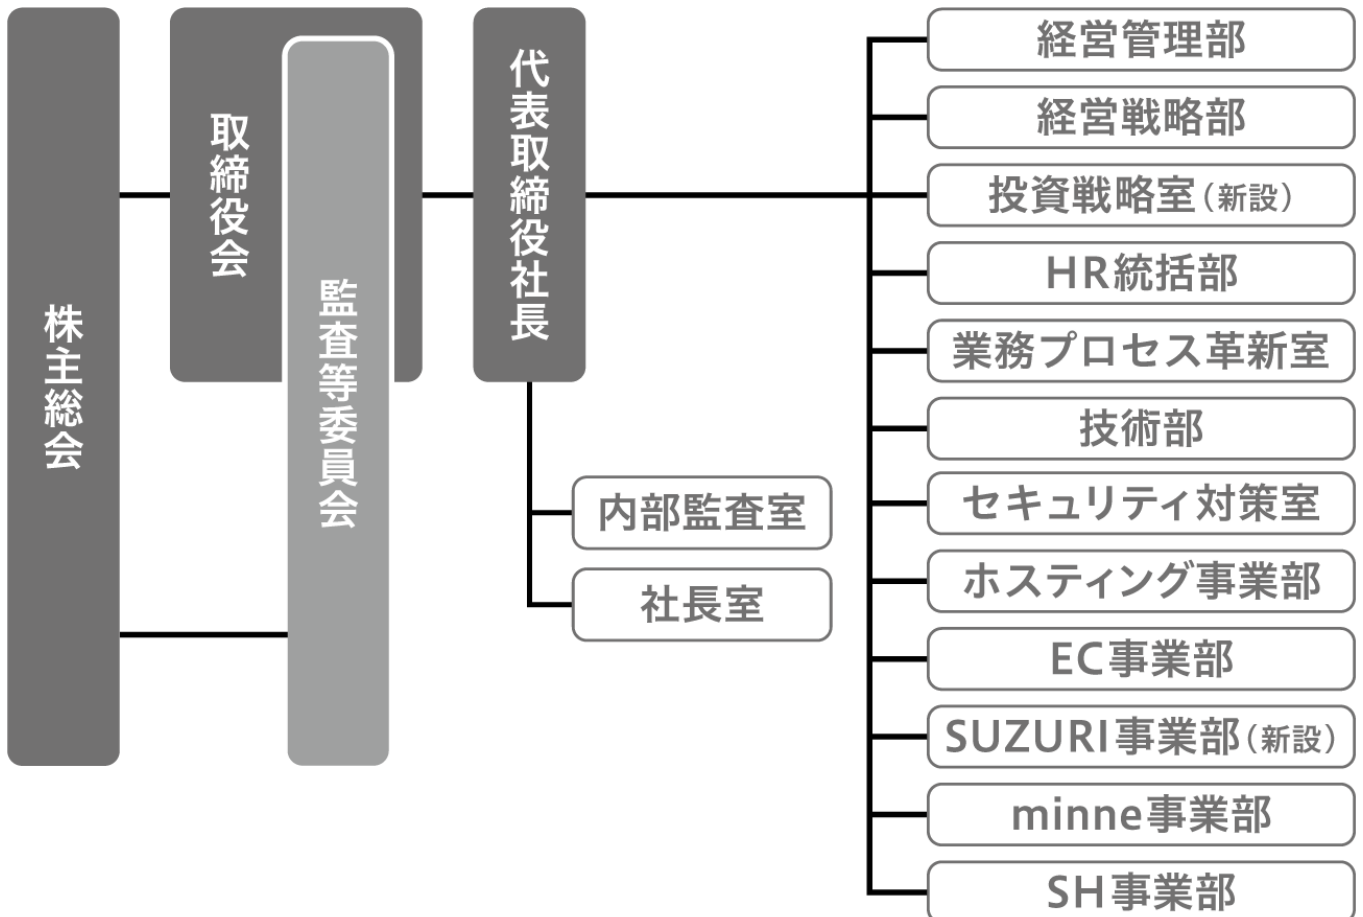 株主総会
取締役会
監査等委員会
代表取締役社長
内部監査室
社長室
経営管理部
経営戦略部
投資戦略室（新設）
HR統括部
業務プロセス革新室
技術部
セキュリティ対策室
ホスティング事業部
EC事業部
SUZURI事業部（新設）
minne事業部
SH事業部